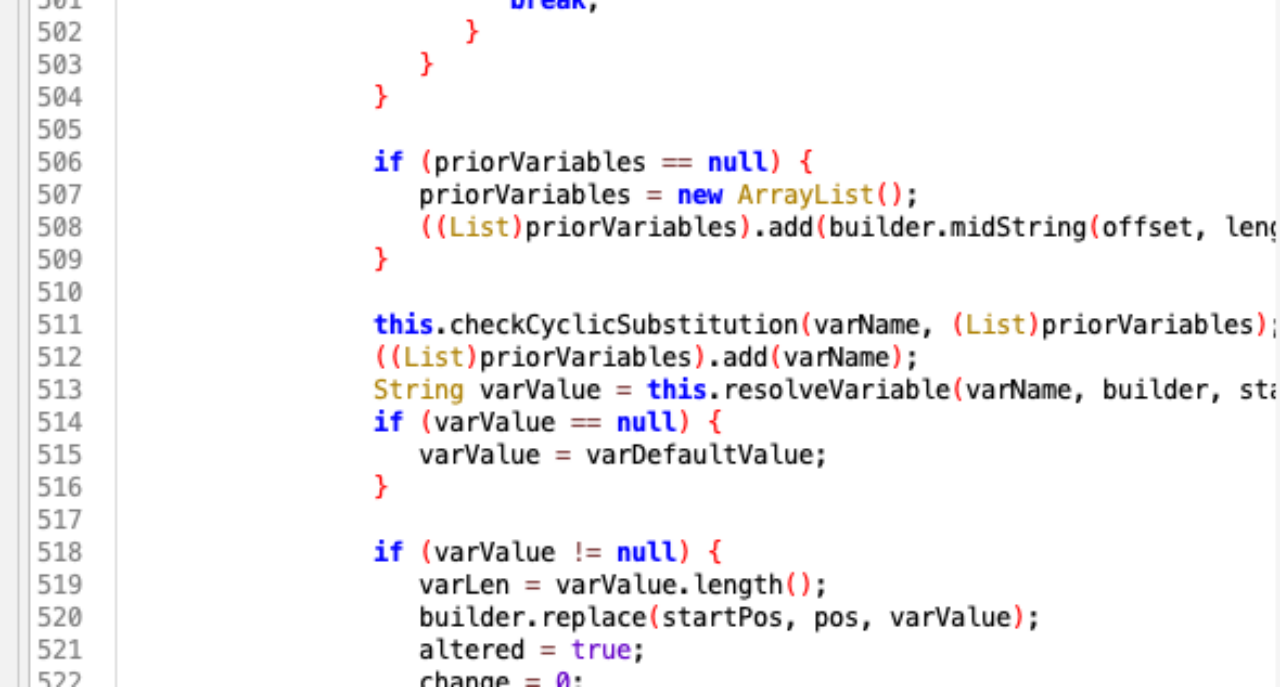 501 break;
502 }
503 }
504 }
505
506 if (priorVariables == null) {
507 priorVariables = new ArrayList();
508 ((List)priorVariables).add(builder.midString(offset, leng
509 }
510
511 this.checkCyclicSubstitution(varName, (List)priorVariables);
512 ((List)priorVariables).add(varName);
513 String varValue = this.resolveVariable(varName, builder, sta
514 if (varValue == null) {
515 varValue = varDefaultValue;
516 }
517
518 if (varValue != null) {
519 varLen = varValue.length();
520 builder.replace(startPos, pos, varValue);
521 altered = true;
522 change = 0;